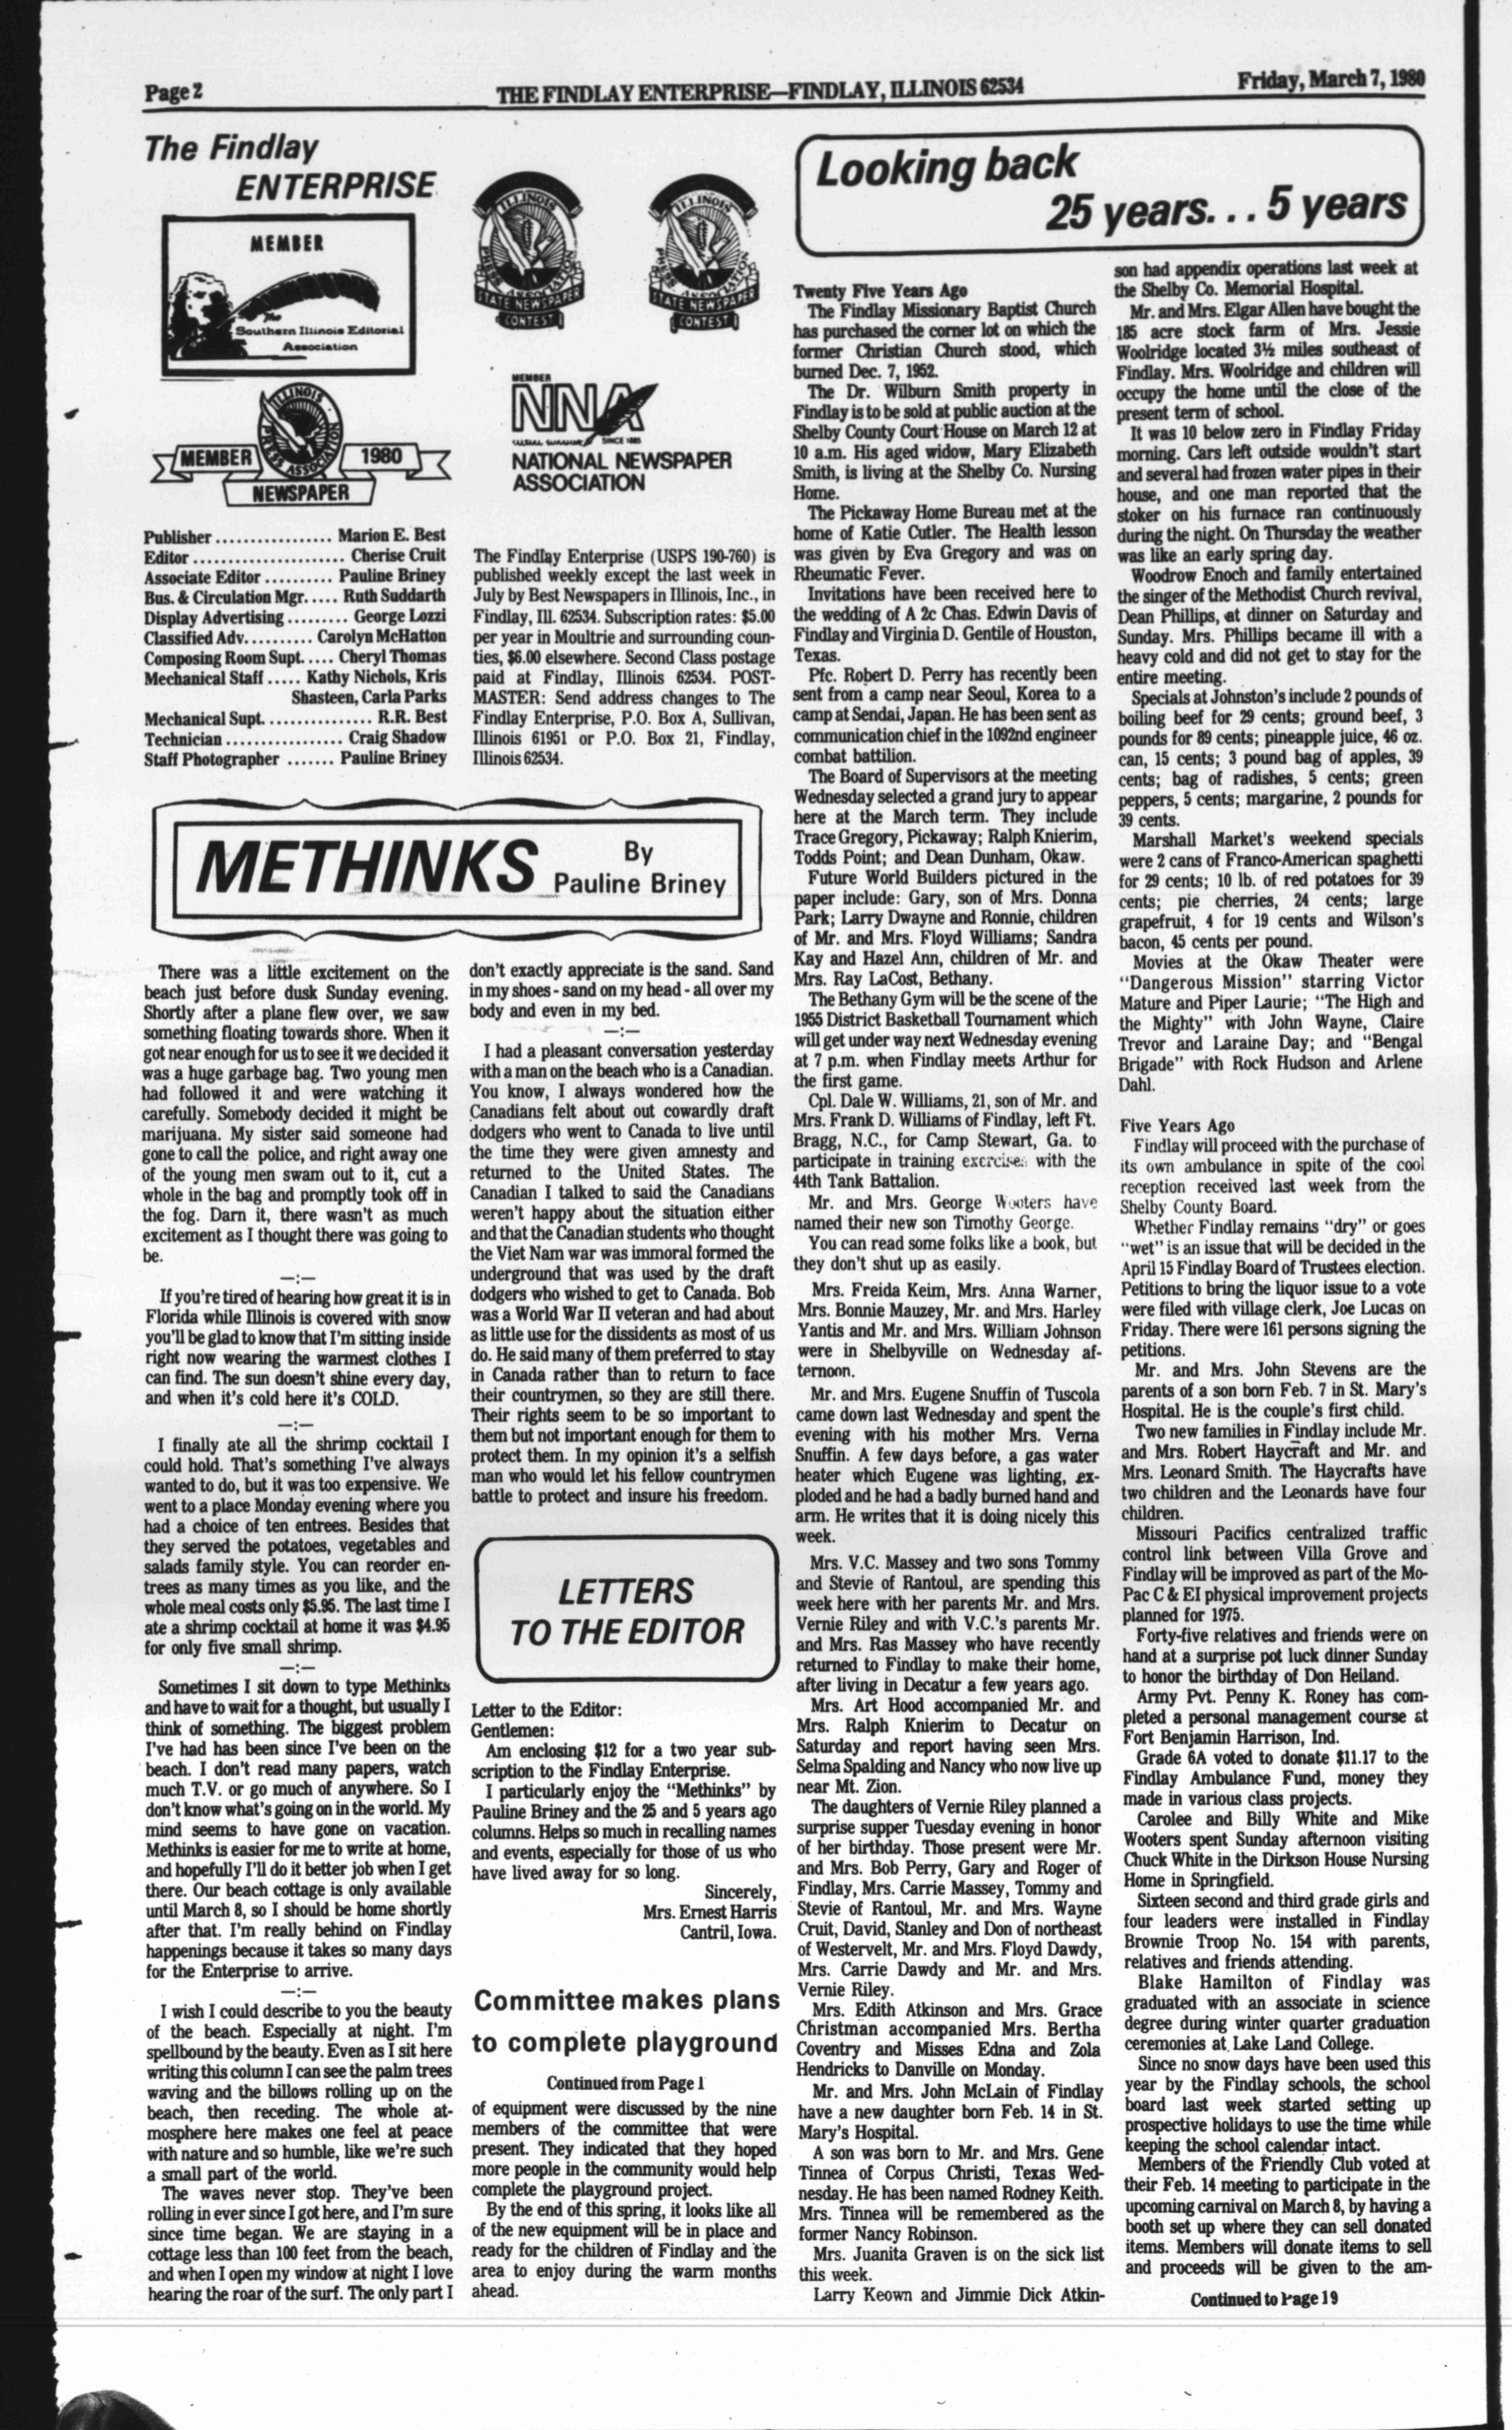 Page 2
THE FINDLAY ENTERPRISE—FINDLAY, ILLINOIS 62534
Friday, March 7, 1980
The Findlay
ENTERPRISE
MEMBER
The
Southern Illinois Editorial
Association
ILLINOIS
PRESS ASSOCIATION
MEMBER
1980
NEWSPAPER
ILLINOIS
PRESS ASSOCIATION
STATE NEWSPAPER
CONTEST
ILLINOIS
PRESS ASSOCIATION
STATE NEWSPAPER
CONTEST
MEMBER
NNA
SINCE 1885
NATIONAL NEWSPAPER
ASSOCIATION
Publisher ................ Marion E. Best
Editor ..................... Cherise Cruit
Associate Editor .......... Pauline Briney
Bus. & Circulation Mgr. .... Ruth Suddarth
Display Advertising ......... George Lozzi
Classified Adv.......... Carolyn McHatton
Composing Room Supt. .... Cheryl Thomas
Mechanical Staff ..... Kathy Nichols, Kris
Shasteen, Carla Parks
Mechanical Supt. ............... R.R. Best
Technician ................. Craig Shadow
Staff Photographer ....... Pauline Briney
The Findlay Enterprise (USPS 190-760) is
published weekly except the last week in
July by Best Newspapers in Illinois, Inc., in
Findlay, Ill. 62534. Subscription rates: $5.00
per year in Moultrie and surrounding coun-
ties, $6.00 elsewhere. Second Class postage
paid at Findlay, Illinois 62534. POST-
MASTER: Send address changes to The
Findlay Enterprise, P.O. Box A, Sullivan,
Illinois 61951 or P.O. Box 21, Findlay,
Illinois 62534.
METHINKS
By
Pauline Briney
There was a little excitement on the
beach just before dusk Sunday evening.
Shortly after a plane flew over, we saw
something floating towards shore. When it
got near enough for us to see it we decided it
was a huge garbage bag. Two young men
had followed it and were watching it
carefully. Somebody decided it might be
marijuana. My sister said someone had
gone to call the police, and right away one
of the young men swam out to it, cut a
whole in the bag and promptly took off in
the fog. Darn it, there wasn't as much
excitement as I thought there was going to
be.
—:—
If you're tired of hearing how great it is in
Florida while Illinois is covered with snow
you'll be glad to know that I'm sitting inside
right now wearing the warmest clothes I
can find. The sun doesn't shine every day,
and when it's cold here it's COLD.
—:—
I finally ate all the shrimp cocktail I
could hold. That's something I've always
wanted to do, but it was too expensive. We
went to a place Monday evening where you
had a choice of ten entrees. Besides that
they served the potatoes, vegetables and
salads family style. You can reorder en-
trees as many times as you like, and the
whole meal costs only $5.95. The last time I
ate a shrimp cocktail at home it was $4.95
for only five small shrimp.
—:—
Sometimes I sit down to type Methinks
and have to wait for a thought, but usually I
think of something. The biggest problem
I've had has been since I've been on the
beach. I don't read many papers, watch
much T.V. or go much of anywhere. So I
don't know what's going on in the world. My
mind seems to have gone on vacation.
Methinks is easier for me to write at home,
and hopefully I'll do it better job when I get
there. Our beach cottage is only available
until March 8, so I should be home shortly
after that. I'm really behind on Findlay
happenings because it takes so many days
for the Enterprise to arrive.
—:—
I wish I could describe to you the beauty
of the beach. Especially at night. I'm
spellbound by the beauty. Even as I sit here
writing this column I can see the palm trees
waving and the billows rolling up on the
beach, then receding. The whole at-
mosphere here makes one feel at peace
with nature and so humble, like we're such
a small part of the world.
The waves never stop. They've been
rolling in ever since I got here, and I'm sure
since time began. We are staying in a
cottage less than 100 feet from the beach,
and when I open my window at night I love
hearing the roar of the surf. The only part I
don't exactly appreciate is the sand. Sand
in my shoes - sand on my head - all over my
body and even in my bed.
—:—
I had a pleasant conversation yesterday
with a man on the beach who is a Canadian.
You know, I always wondered how the
Canadians felt about out cowardly draft
dodgers who went to Canada to live until
the time they were given amnesty and
returned to the United States. The
Canadian I talked to said the Canadians
weren't happy about the situation either
and that the Canadian students who thought
the Viet Nam war was immoral formed the
underground that was used by the draft
dodgers who wished to get to Canada. Bob
was a World War II veteran and had about
as little use for the dissidents as most of us
do. He said many of them preferred to stay
in Canada rather than to return to face
their countrymen, so they are still there.
Their rights seem to be so important to
them but not important enough for them to
protect them. In my opinion it's a selfish
man who would let his fellow countrymen
battle to protect and insure his freedom.
LETTERS
TO THE EDITOR
Letter to the Editor:
Gentlemen:
Am enclosing $12 for a two year sub-
scription to the Findlay Enterprise.
I particularly enjoy the "Methinks" by
Pauline Briney and the 25 and 5 years ago
columns. Helps so much in recalling names
and events, especially for those of us who
have lived away for so long.
Sincerely,
Mrs. Ernest Harris
Cantril, Iowa.
Committee makes plans
to complete playground
Continued from Page 1
of equipment were discussed by the nine
members of the committee that were
present. They indicated that they hoped
more people in the community would help
complete the playground project.
By the end of this spring, it looks like all
of the new equipment will be in place and
ready for the children of Findlay and the
area to enjoy during the warm months
ahead.
Looking back
25 years... 5 years
Twenty Five Years Ago
The Findlay Missionary Baptist Church
has purchased the corner lot on which the
former Christian Church stood, which
burned Dec. 7, 1952.
The Dr. Wilburn Smith property in
Findlay is to be sold at public auction at the
Shelby County Court House on March 12 at
10 a.m. His aged widow, Mary Elizabeth
Smith, is living at the Shelby Co. Nursing
Home.
The Pickaway Home Bureau met at the
home of Katie Cutler. The Health lesson
was given by Eva Gregory and was on
Rheumatic Fever.
Invitations have been received here to
the wedding of A 2c Chas. Edwin Davis of
Findlay and Virginia D. Gentile of Houston,
Texas.
Pfc. Robert D. Perry has recently been
sent from a camp near Seoul, Korea to a
camp at Sendai, Japan. He has been sent as
communication chief in the 1092nd engineer
combat battilion.
The Board of Supervisors at the meeting
Wednesday selected a grand jury to appear
here at the March term. They include
Trace Gregory, Pickaway; Ralph Knierim,
Todds Point; and Dean Dunham, Okaw.
Future World Builders pictured in the
paper include: Gary, son of Mrs. Donna
Park; Larry Dwayne and Ronnie, children
of Mr. and Mrs. Floyd Williams; Sandra
Kay and Hazel Ann, children of Mr. and
Mrs. Ray LaCost, Bethany.
The Bethany Gym will be the scene of the
1955 District Basketball Tournament which
will get under way next Wednesday evening
at 7 p.m. when Findlay meets Arthur for
the first game.
Cpl. Dale W. Williams, 21, son of Mr. and
Mrs. Frank D. Williams of Findlay, left Ft.
Bragg, N.C., for Camp Stewart, Ga. to
participate in training exercises with the
44th Tank Battalion.
Mr. and Mrs. George Wooters have
named their new son Timothy George.
You can read some folks like a book, but
they don't shut up as easily.
Mrs. Freida Keim, Mrs. Anna Warner,
Mrs. Bonnie Mauzey, Mr. and Mrs. Harley
Yantis and Mr. and Mrs. William Johnson
were in Shelbyville on Wednesday af-
ternoon.
Mr. and Mrs. Eugene Snuffin of Tuscola
came down last Wednesday and spent the
evening with his mother Mrs. Verna
Snuffin. A few days before, a gas water
heater which Eugene was lighting, ex-
ploded and he had a badly burned hand and
arm. He writes that it is doing nicely this
week.
Mrs. V.C. Massey and two sons Tommy
and Stevie of Rantoul, are spending this
week here with her parents Mr. and Mrs.
Vernie Riley and with V.C.'s parents Mr.
and Mrs. Ras Massey who have recently
returned to Findlay to make their home,
after living in Decatur a few years ago.
Mrs. Art Hood accompanied Mr. and
Mrs. Ralph Knierim to Decatur on
Saturday and report having seen Mrs.
Selma Spalding and Nancy who now live up
near Mt. Zion.
The daughters of Vernie Riley planned a
surprise supper Tuesday evening in honor
of her birthday. Those present were Mr.
and Mrs. Bob Perry, Gary and Roger of
Findlay, Mrs. Carrie Massey, Tommy and
Stevie of Rantoul, Mr. and Mrs. Wayne
Cruit, David, Stanley and Don of northeast
of Westervelt, Mr. and Mrs. Floyd Dawdy,
Mrs. Carrie Dawdy and Mr. and Mrs.
Vernie Riley.
Mrs. Edith Atkinson and Mrs. Grace
Christman accompanied Mrs. Bertha
Coventry and Misses Edna and Zola
Hendricks to Danville on Monday.
Mr. and Mrs. John McLain of Findlay
have a new daughter born Feb. 14 in St.
Mary's Hospital.
A son was born to Mr. and Mrs. Gene
Tinnea of Corpus Christi, Texas Wed-
nesday. He has been named Rodney Keith.
Mrs. Tinnea will be remembered as the
former Nancy Robinson.
Mrs. Juanita Graven is on the sick list
this week.
Larry Keown and Jimmie Dick Atkin-
son had appendix operations last week at
the Shelby Co. Memorial Hospital.
Mr. and Mrs. Elgar Allen have bought the
185 acre stock farm of Mrs. Jessie
Woolridge located 3½ miles southeast of
Findlay. Mrs. Woolridge and children will
occupy the home until the close of the
present term of school.
It was 10 below zero in Findlay Friday
morning. Cars left outside wouldn't start
and several had frozen water pipes in their
house, and one man reported that the
stoker on his furnace ran continuously
during the night. On Thursday the weather
was like an early spring day.
Woodrow Enoch and family entertained
the singer of the Methodist Church revival,
Dean Phillips, at dinner on Saturday and
Sunday. Mrs. Phillips became ill with a
heavy cold and did not get to stay for the
entire meeting.
Specials at Johnston's include 2 pounds of
boiling beef for 29 cents; ground beef, 3
pounds for 89 cents; pineapple juice, 46 oz.
can, 15 cents; 3 pound bag of apples, 39
cents; bag of radishes, 5 cents; green
peppers, 5 cents; margarine, 2 pounds for
39 cents.
Marshall Market's weekend specials
were 2 cans of Franco-American spaghetti
for 29 cents; 10 lb. of red potatoes for 39
cents; pie cherries, 24 cents; large
grapefruit, 4 for 19 cents and Wilson's
bacon, 45 cents per pound.
Movies at the Okaw Theater were
"Dangerous Mission" starring Victor
Mature and Piper Laurie; "The High and
the Mighty" with John Wayne, Claire
Trevor and Laraine Day; and "Bengal
Brigade" with Rock Hudson and Arlene
Dahl.
Five Years Ago
Findlay will proceed with the purchase of
its own ambulance in spite of the cool
reception received last week from the
Shelby County Board.
Whether Findlay remains "dry" or goes
"wet" is an issue that will be decided in the
April 15 Findlay Board of Trustees election.
Petitions to bring the liquor issue to a vote
were filed with village clerk, Joe Lucas on
Friday. There were 161 persons signing the
petitions.
Mr. and Mrs. John Stevens are the
parents of a son born Feb. 7 in St. Mary's
Hospital. He is the couple's first child.
Two new families in Findlay include Mr.
and Mrs. Robert Haycraft and Mr. and
Mrs. Leonard Smith. The Haycrafts have
two children and the Leonards have four
children.
Missouri Pacifics centralized traffic
control link between Villa Grove and
Findlay will be improved as part of the Mo-
Pac C & EI physical improvement projects
planned for 1975.
Forty-five relatives and friends were on
hand at a surprise pot luck dinner Sunday
to honor the birthday of Don Heiland.
Army Pvt. Penny K. Roney has com-
pleted a personal management course at
Fort Benjamin Harrison, Ind.
Grade 6A voted to donate $11.17 to the
Findlay Ambulance Fund, money they
made in various class projects.
Carolee and Billy White and Mike
Wooters spent Sunday afternoon visiting
Chuck White in the Dirkson House Nursing
Home in Springfield.
Sixteen second and third grade girls and
four leaders were installed in Findlay
Brownie Troop No. 154 with parents,
relatives and friends attending.
Blake Hamilton of Findlay was
graduated with an associate in science
degree during winter quarter graduation
ceremonies at Lake Land College.
Since no snow days have been used this
year by the Findlay schools, the school
board last week started setting up
prospective holidays to use the time while
keeping the school calendar intact.
Members of the Friendly Club voted at
their Feb. 14 meeting to participate in the
upcoming carnival on March 8, by having a
booth set up where they can sell donated
items. Members will donate items to sell
and proceeds will be given to the am-
Continued to Page 19